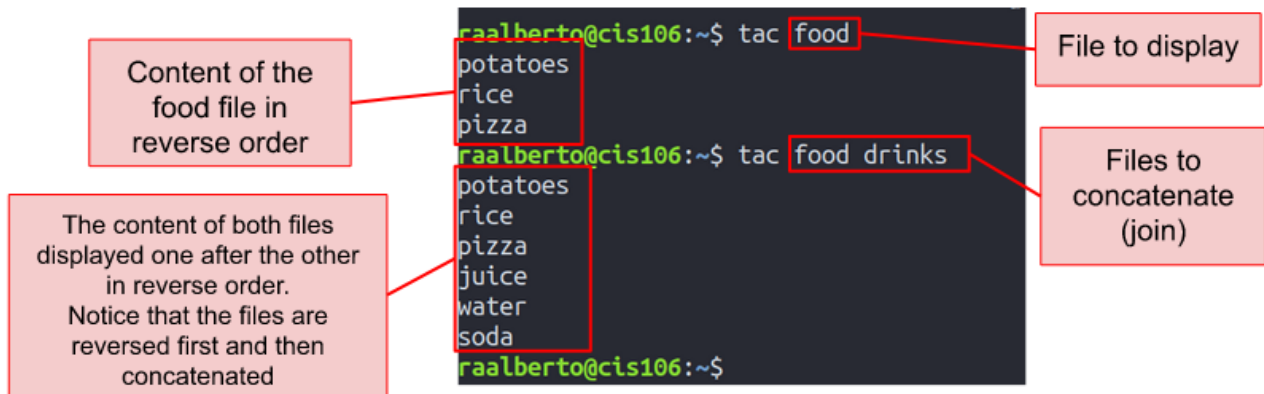 raalberto@cis106:~$ tac food
potatoes
rice
pizza
raalberto@cis106:~$ tac food drinks
potatoes
rice
pizza
juice
water
soda
raalberto@cis106:~$
Content of the
food file in
reverse order
The content of both files
displayed one after the other
in reverse order.
Notice that the files are
reversed first and then
concatenated
File to display
Files to
concatenate
(join)